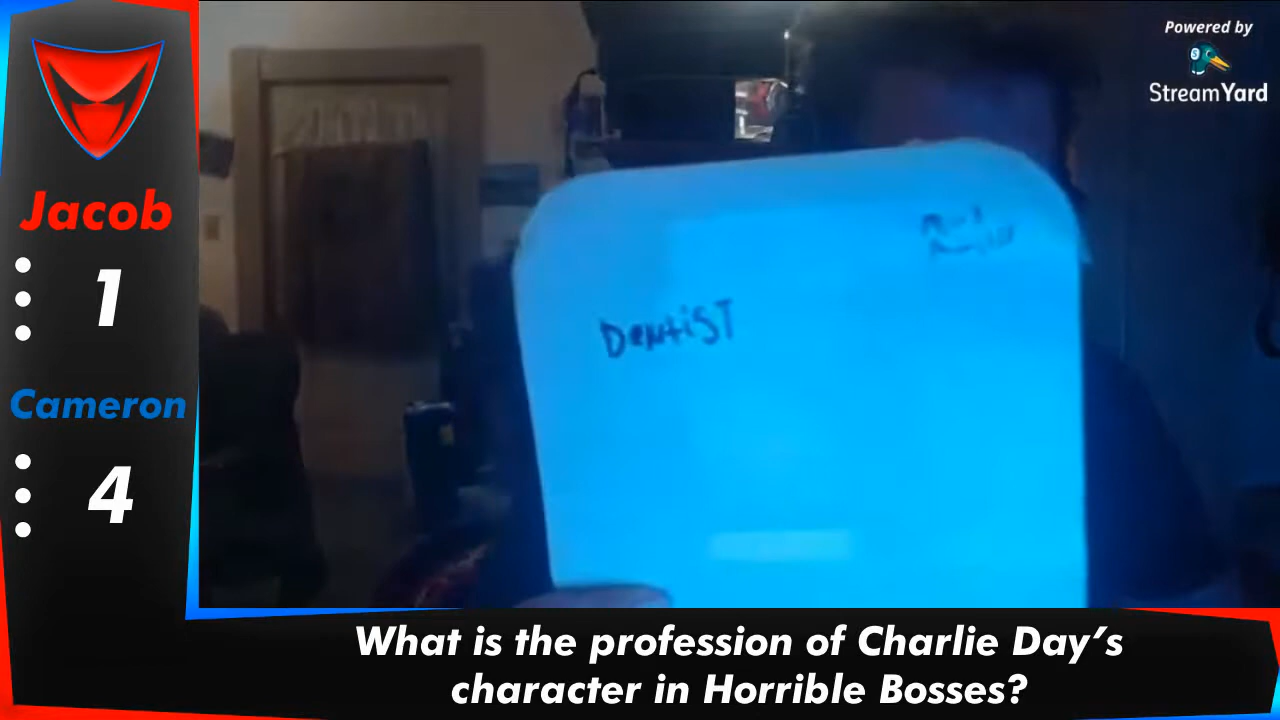 Powered by
StreamYard
Jacob
1
Cameron
4
DentiST
What is the profession of Charlie Day's
character in Horrible Bosses?